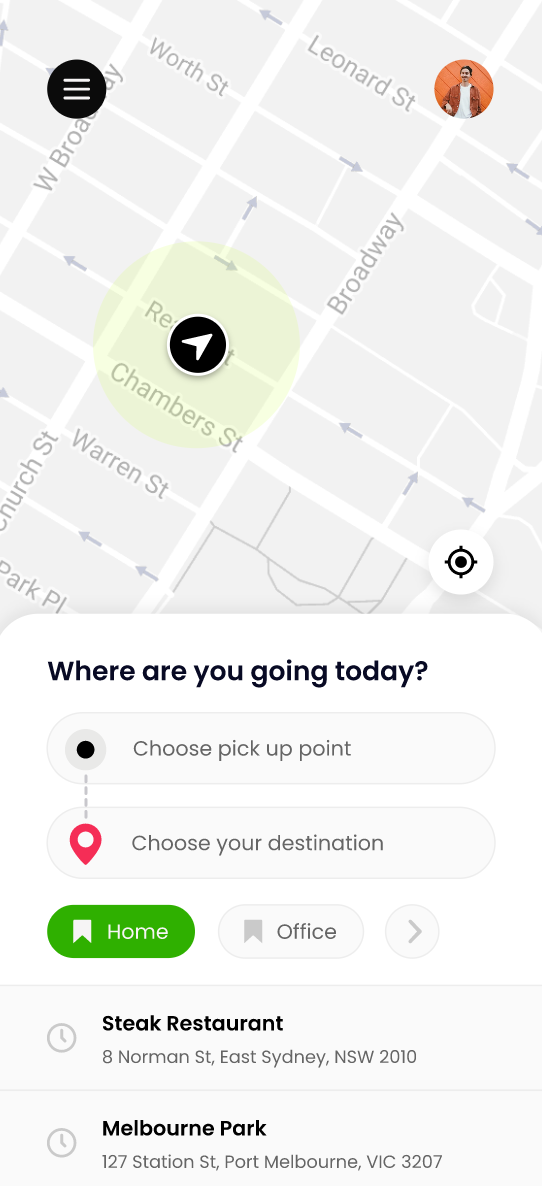 Worth St
Leonard St
W Broadway
Broadway
Chambers St
Warren St
Church St
Park Pl
Where are you going today?
Choose pick up point
Choose your destination
Home
Office
Steak Restaurant
8 Norman St, East Sydney, NSW 2010
Melbourne Park
127 Station St, Port Melbourne, VIC 3207